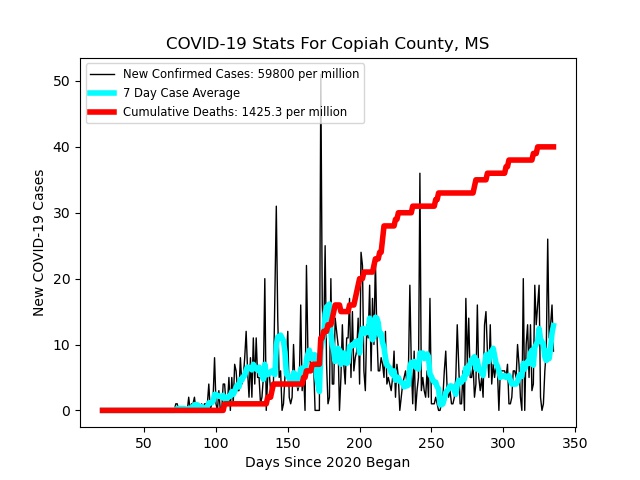 COVID-19 Stats For Copiah County, MS
New Confirmed Cases: 59800 per million
7 Day Case Average
Cumulative Deaths: 1425.3 per million
New COVID-19 Cases
50
40
30
20
10
0
50 100 150 200 250 300 350
Days Since 2020 Began